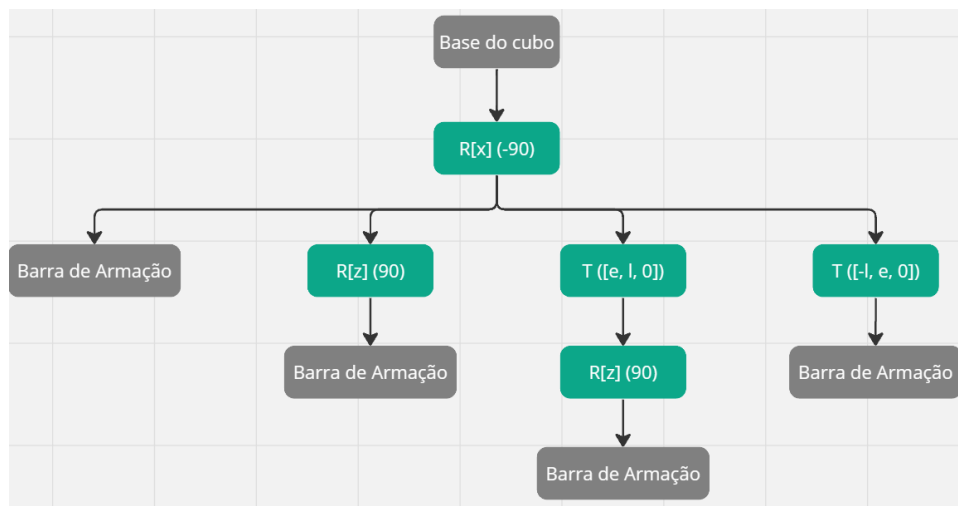 Base do cubo
R[x] (-90)
Barra de Armação
R[z] (90)
T ([e, l, 0])
T ([-l, e, 0])
Barra de Armação
R[z] (90)
Barra de Armação
Barra de Armação